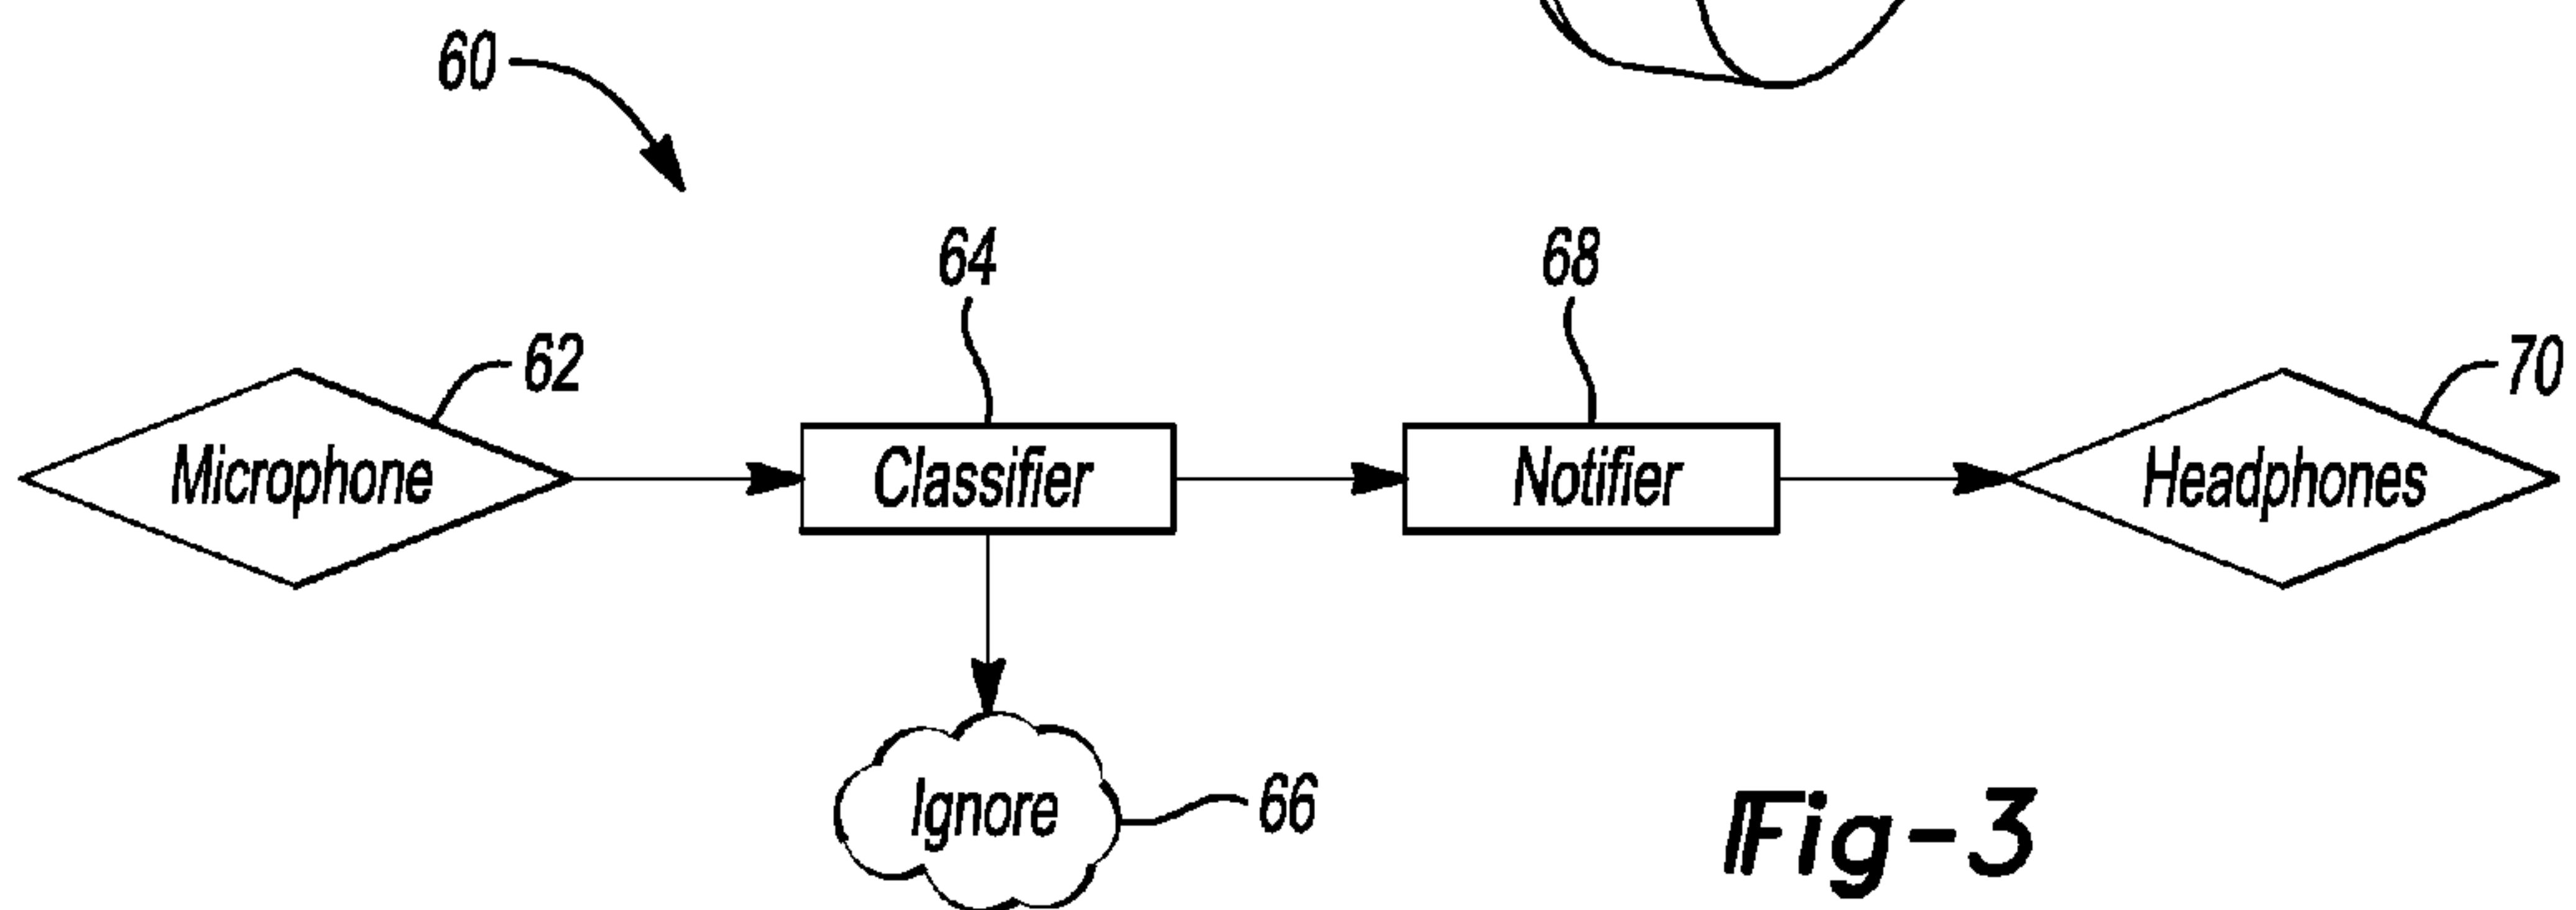 60
64
68
62
70
Microphone
Classifier
Notifier
Headphones
Ignore
66
Fig-3